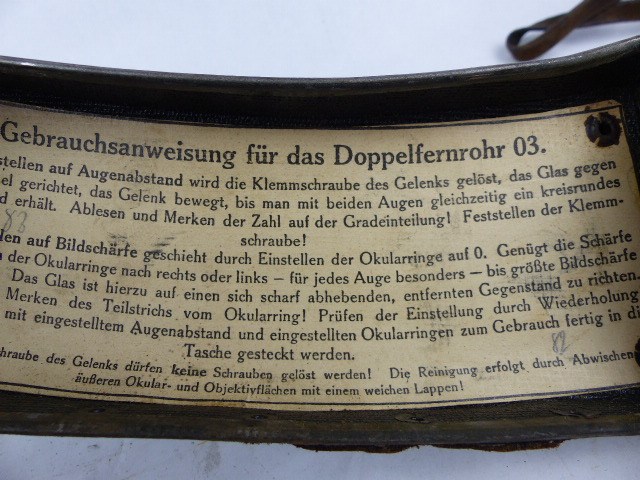 Gebrauchsanweisung für das Doppelfernrohr 03.
stellen auf Augenabstand wird die Klemmschraube des Gelenks gelöst, das Glas gegen
el gerichtet, das Gelenk bewegt, bis man mit beiden Augen gleichzeitig ein kreisrundes
d erhält. Ablesen und Merken der Zahl auf der Gradeinteilung! Feststellen der Klemm-
schraube!
den auf Bildschärfe geschieht durch Einstellen der Okularringe auf 0. Genügt die Schärfe
n der Okularringe nach rechts oder links – für jedes Auge besonders – bis größte Bildschärfe
Das Glas ist hierzu auf einen sich scharf abhebenden, entfernten Gegenstand zu richten.
Merken des Teilstrichs vom Okularring! Prüfen der Einstellung durch Wiederholung
mit eingestelltem Augenabstand und eingestellten Okularringen zum Gebrauch fertig in di
Tasche gesteckt werden.
hraube des Gelenks dürfen keine Schrauben gelöst werden! Die Reinigung erfolgt durch Abwischen
äußeren Okular- und Objektivflächen mit einem weichen Lappen!